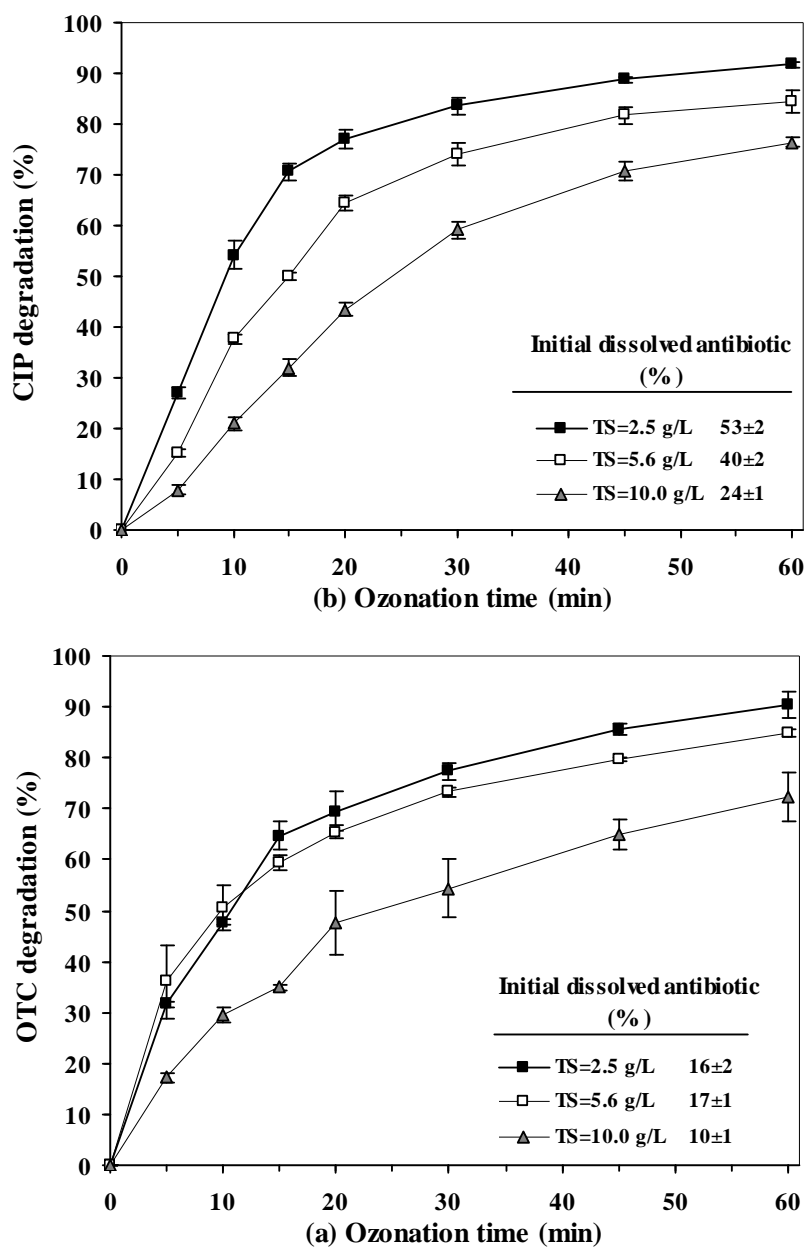 100
90
80
70
60
50
40
30
20
10
0
CIP degradation (%)
Initial dissolved antibiotic
(%)
TS=2.5 g/L 53±2
TS=5.6 g/L 40±2
TS=10.0 g/L 24±1
0 10 20 30 40 50 60
(b) Ozonation time (min)
100
90
80
70
60
50
40
30
20
10
0
OTC degradation (%)
Initial dissolved antibiotic
(%)
TS=2.5 g/L 16±2
TS=5.6 g/L 17±1
TS=10.0 g/L 10±1
0 10 20 30 40 50 60
(a) Ozonation time (min)